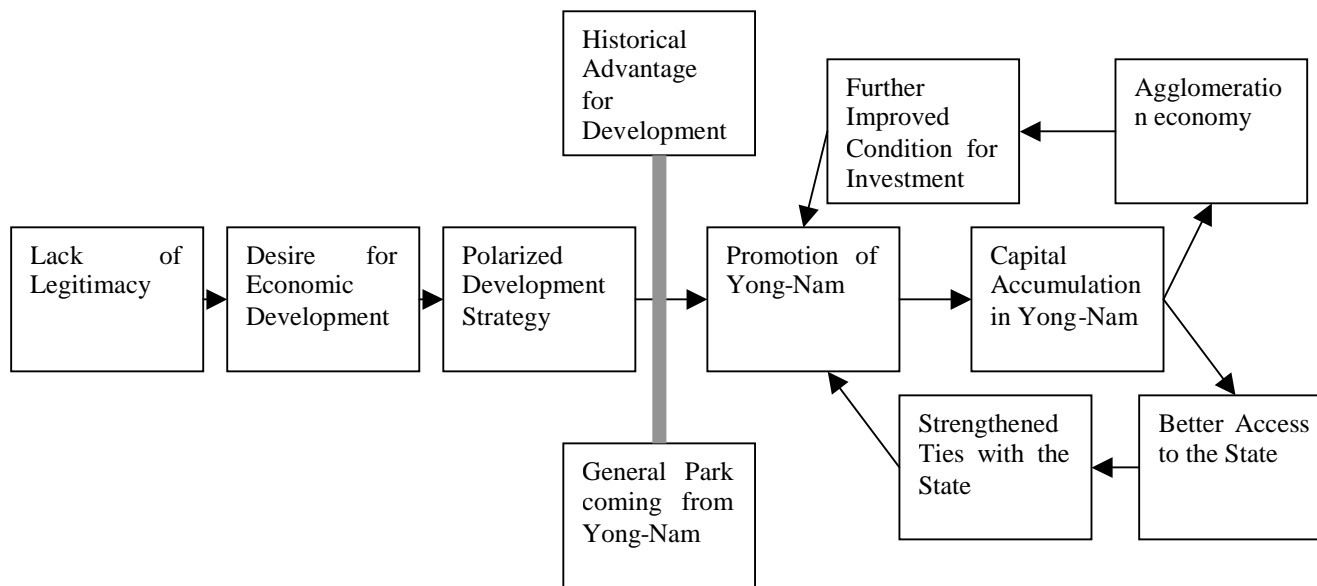 Historical
Advantage
for
Development
Further
Improved
Condition for
Investment
Agglomeratio
n economy
Lack of
Legitimacy
Desire for
Economic
Development
Polarized
Development
Strategy
Promotion of
Yong-Nam
Capital
Accumulation
in Yong-Nam
General Park
coming from
Yong-Nam
Strengthened
Ties with the
State
Better Access
to the State